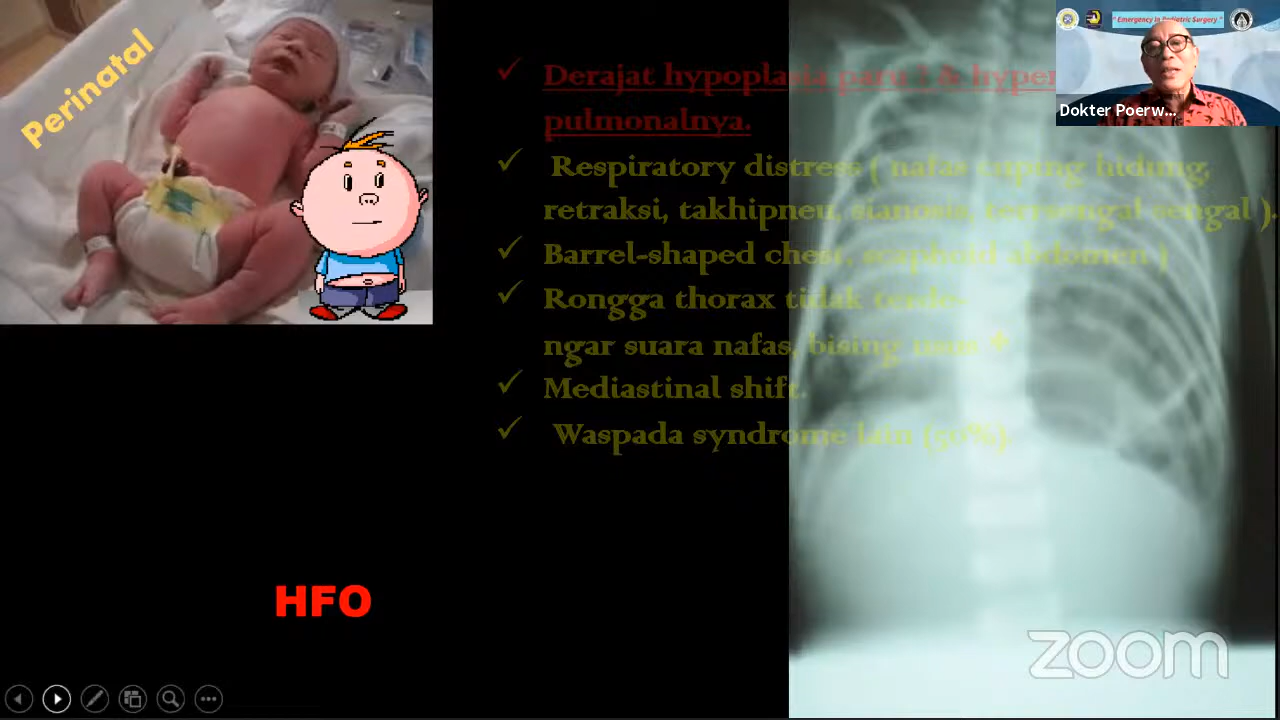 Perinatal
Derajat hypoplasia paru ! & hyper
pulmonalnya.
Respiratory distress ( nafas cuping hidung,
retraksi, takhipneu, sianosis, terrsengal sengal ).
Barrel-shaped chest, scaphoid abdomen )
Rongga thorax tidak terde-
ngar suara nafas, bising usus +
Mediastinal shift.
Waspada syndrome lain (50%).
HFO
" Emergency In Pediatric Surgery "
Dokter Poerw...
zoom